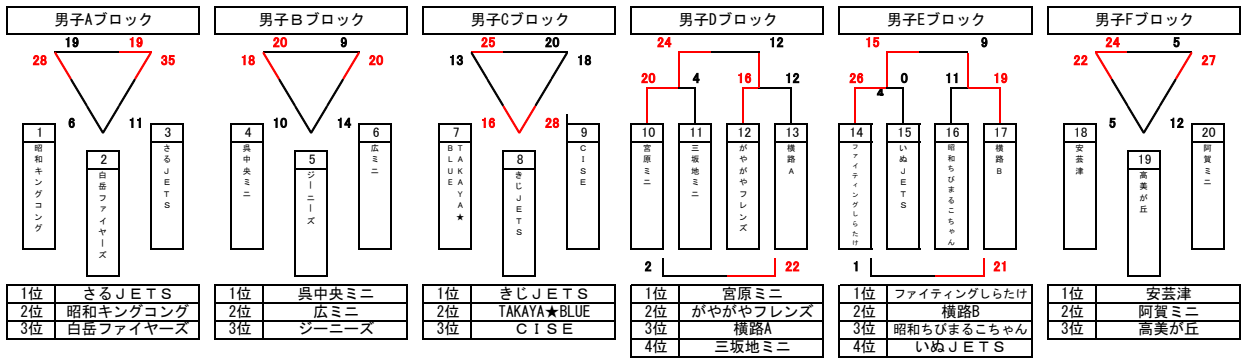 男子Aブロック
19 19
28 35
6 11
1 昭和キングコング
2 白岳ファイヤーズ
3 さるJETS
1位 さるJETS
2位 昭和キングコング
3位 白岳ファイヤーズ
男子Bブロック
20 9
18 20
10 14
4 呉中央ミニ
5 ジーニーズ
6 広ミニ
1位 呉中央ミニ
2位 広ミニ
3位 ジーニーズ
男子Cブロック
25 20
13 18
16 28
7 TAKAYA★BLUE
8 きじJETS
9 CISE
1位 きじJETS
2位 TAKAYA★BLUE
3位 CISE
男子Dブロック
24 12
20 4 16 12
10 宮原ミニ
11 三坂地ミニ
12 がやがやフレンズ
13 横路A
2 22
1位 宮原ミニ
2位 がやがやフレンズ
3位 横路A
4位 三坂地ミニ
男子Eブロック
15 9
26 0 11 19
4
14 ファイティングしらたけ
15 いぬJETS
16 昭和ちびまるこちゃん
17 横路B
1 21
1位 ファイティングしらたけ
2位 横路B
3位 昭和ちびまるこちゃん
4位 いぬJETS
男子Fブロック
24 5
22 27
5 12
18 安芸津
19 高美が丘
20 阿賀ミニ
1位 安芸津
2位 阿賀ミニ
3位 高美が丘